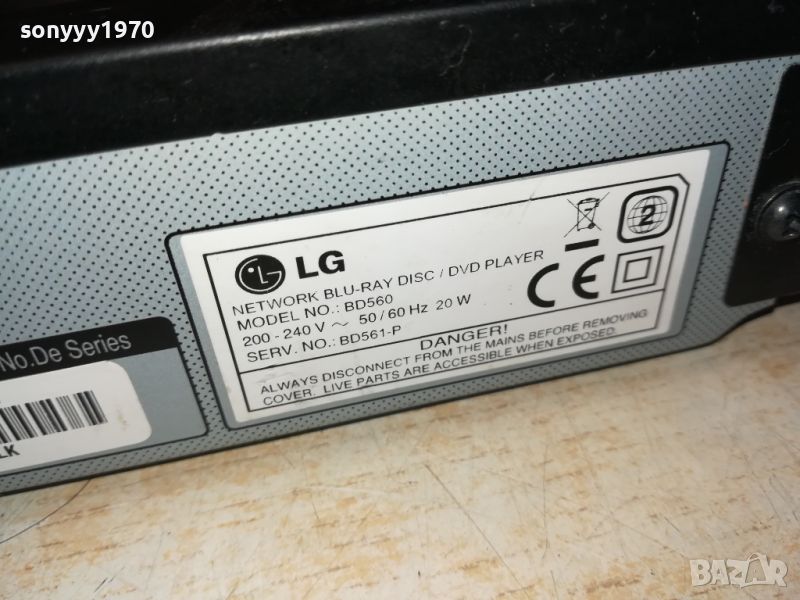 sonyyy1970
LG
NETWORK BLU-RAY DISC / DVD PLAYER
MODEL NO.: BD560
200 - 240 V ~ 50 / 60 Hz 20 W
SERV. NO.: BD561-P
2
CE
DANGER!
ALWAYS DISCONNECT FROM THE MAINS BEFORE REMOVING
COVER. LIVE PARTS ARE ACCESSIBLE WHEN EXPOSED.
No.De Series
LK
BAZAR